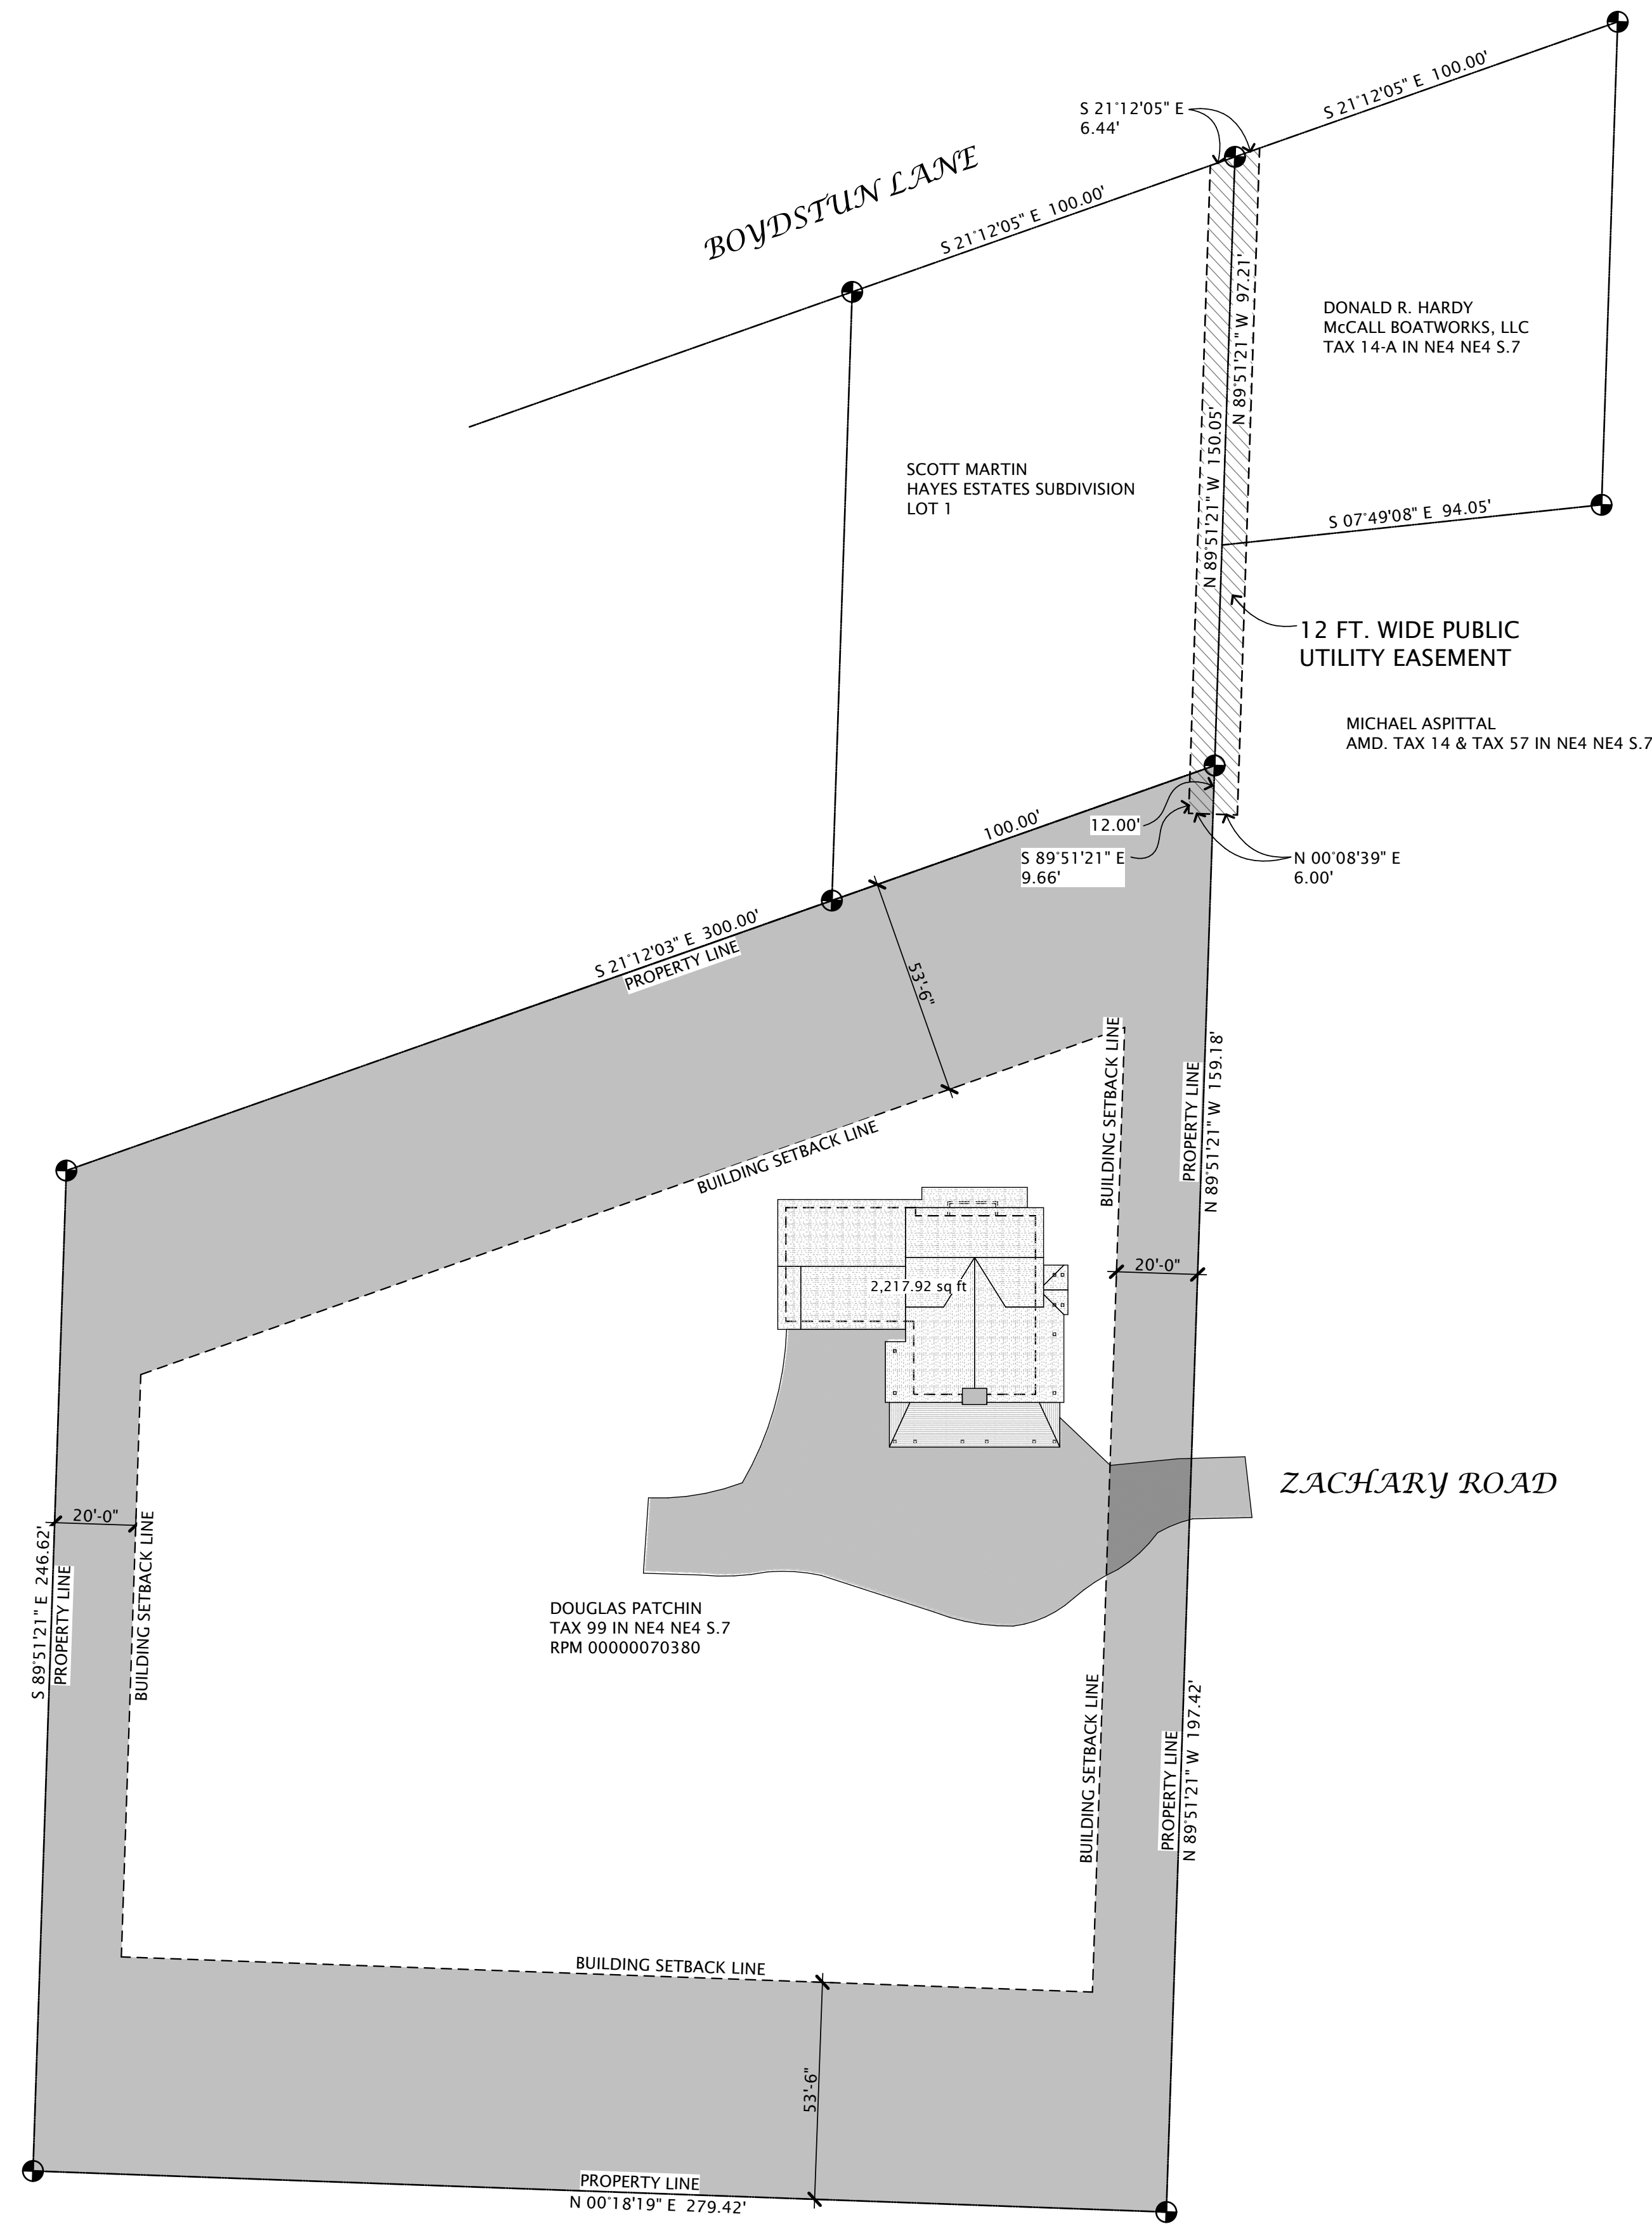 S 21°12'05" E 100.00'
S 21°12'05" E
6.44'
BOYDSTUN LANE
S 21°12'05" E 100.00'
N 89°51'21" W 97.21'
DONALD R. HARDY
McCALL BOATWORKS, LLC
TAX 14-A IN NE4 NE4 S.7
N 89°51'21" W 150.05'
SCOTT MARTIN
HAYES ESTATES SUBDIVISION
LOT 1
S 07°49'08" E 94.05'
12 FT. WIDE PUBLIC
UTILITY EASEMENT
MICHAEL ASPITTAL
AMD. TAX 14 & TAX 57 IN NE4 NE4 S.7
100.00'
12.00'
S 89°51'21" E
9.66'
N 00°08'39" E
6.00'
S 21°12'03" E 300.00'
PROPERTY LINE
53'-6"
BUILDING SETBACK LINE
BUILDING SETBACK LINE
PROPERTY LINE
N 89°51'21" W 159.18'
20'-0"
2,217.92 sq ft
ZACHARY ROAD
20'-0"
S 89°51'21" E 246.62'
PROPERTY LINE
BUILDING SETBACK LINE
DOUGLAS PATCHIN
TAX 99 IN NE4 NE4 S.7
RPM 00000070380
BUILDING SETBACK LINE
PROPERTY LINE
N 89°51'21" W 197.42'
BUILDING SETBACK LINE
53'-6"
PROPERTY LINE
N 00°18'19" E 279.42'